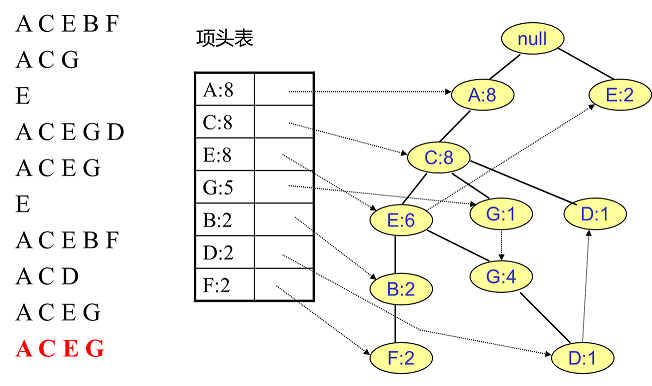 A C E B F
A C G
E
A C E G D
A C E G
E
A C E B F
A C D
A C E G
A C E G
项头表
A:8
C:8
E:8
G:5
B:2
D:2
F:2
null
A:8
E:2
C:8
E:6
G:1
D:1
B:2
G:4
F:2
D:1